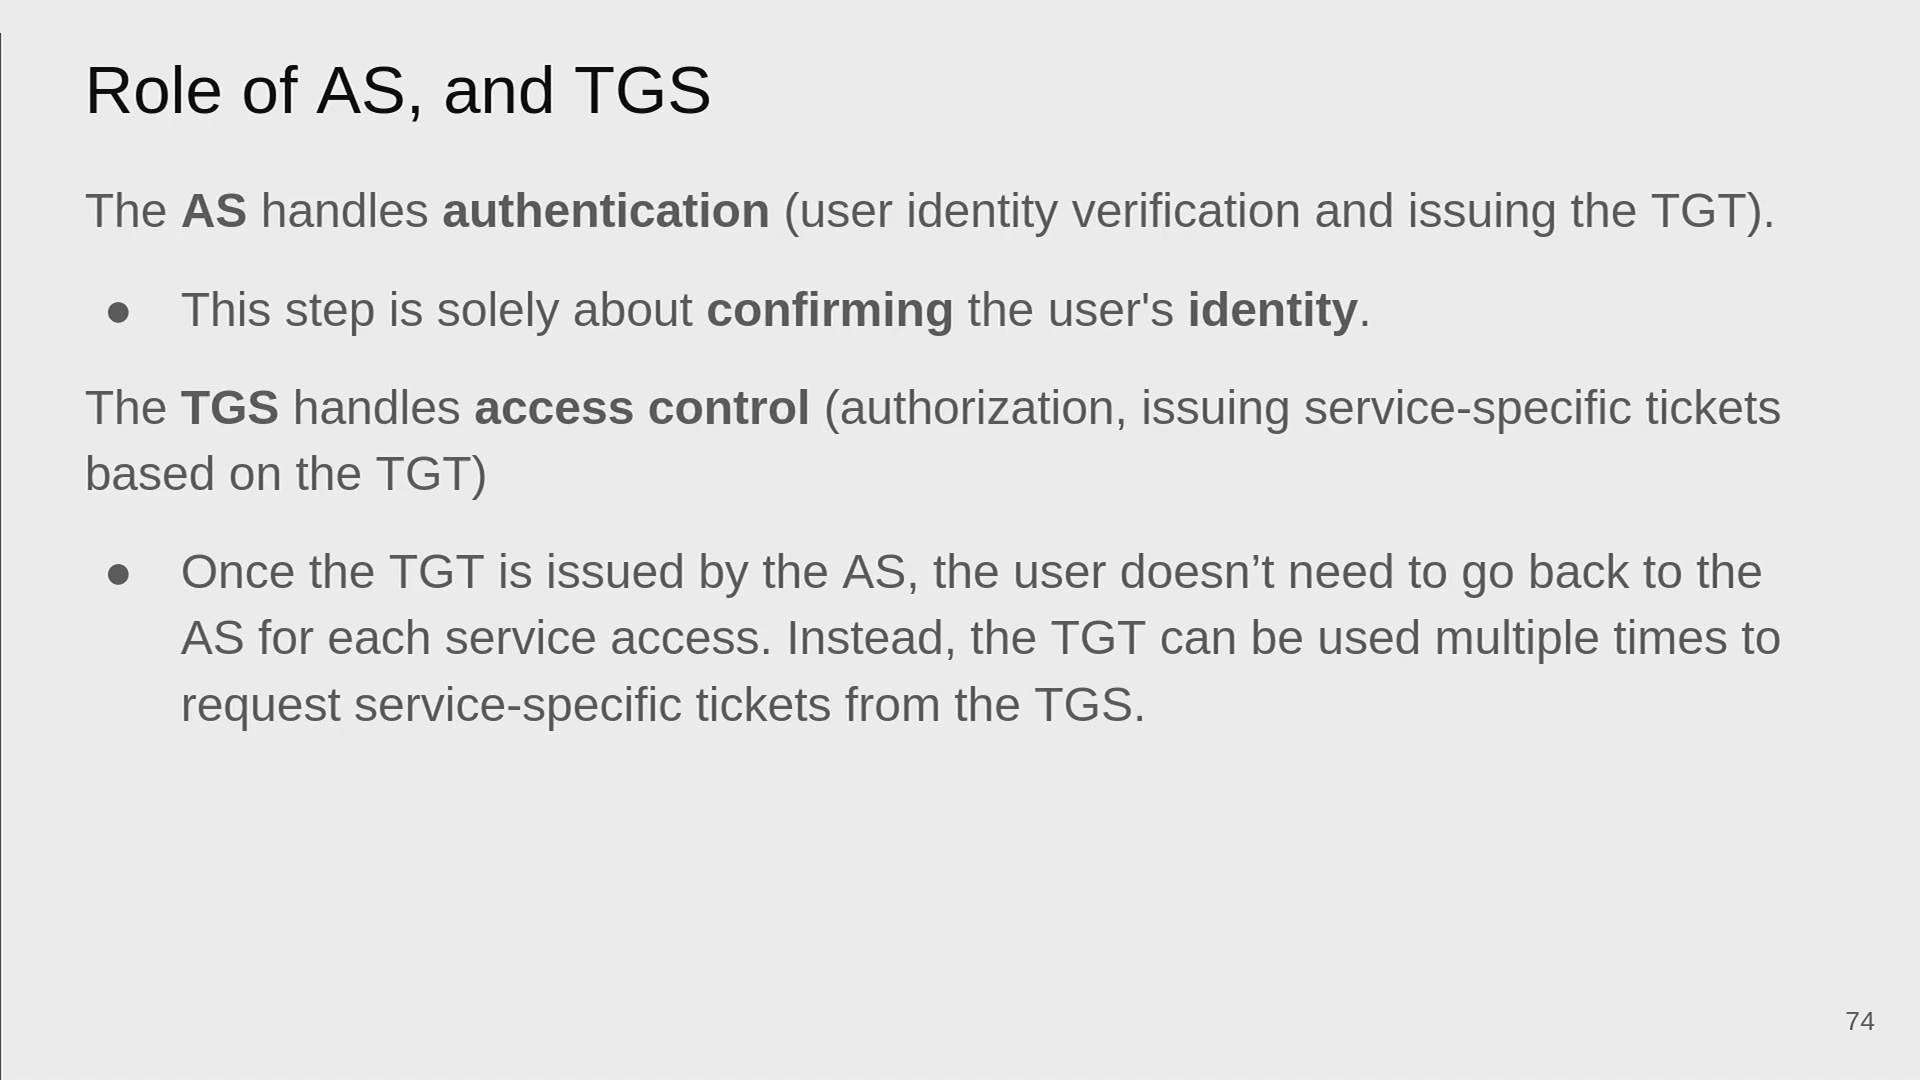 Role of AS, and TGS
The AS handles authentication (user identity verification and issuing the TGT).
● This step is solely about confirming the user's identity.
The TGS handles access control (authorization, issuing service-specific tickets
based on the TGT)
● Once the TGT is issued by the AS, the user doesn’t need to go back to the
AS for each service access. Instead, the TGT can be used multiple times to
request service-specific tickets from the TGS.
74